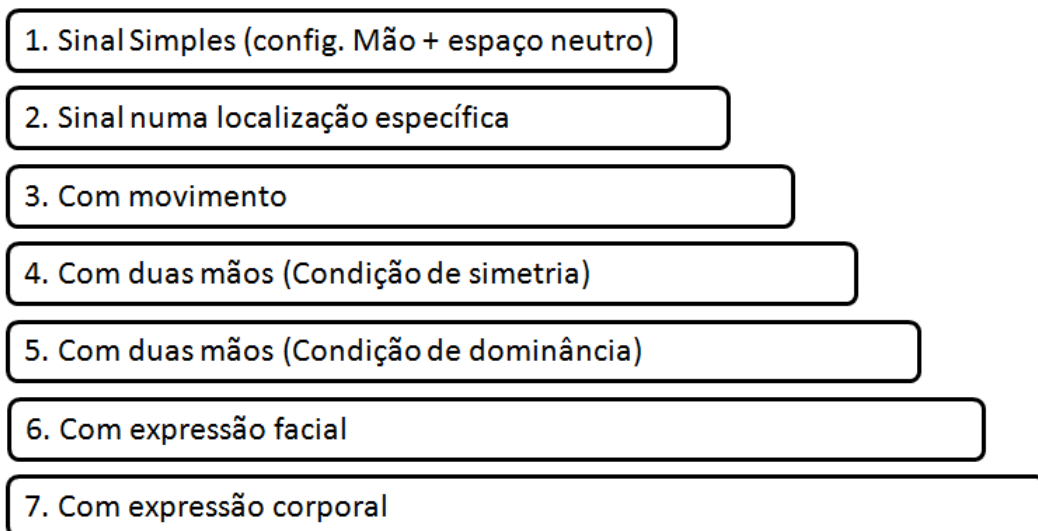 1. Sinal Simples (config. Mão + espaço neutro)
2. Sinal numa localização específica
3. Com movimento
4. Com duas mãos (Condição de simetria)
5. Com duas mãos (Condição de dominância)
6. Com expressão facial
7. Com expressão corporal